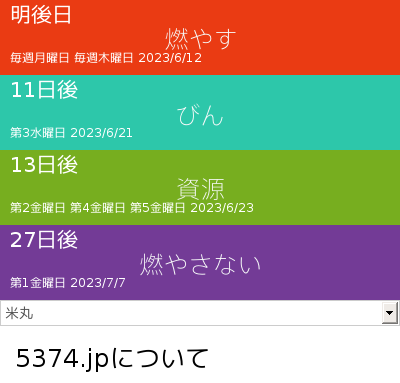 明後日
燃やす
毎週月曜日 毎週木曜日 2023/6/12
11日後
びん
第3水曜日 2023/6/21
13日後
資源
第2金曜日 第4金曜日 第5金曜日 2023/6/23
27日後
燃やさない
第1金曜日 2023/7/7
米丸
5374.jpについて